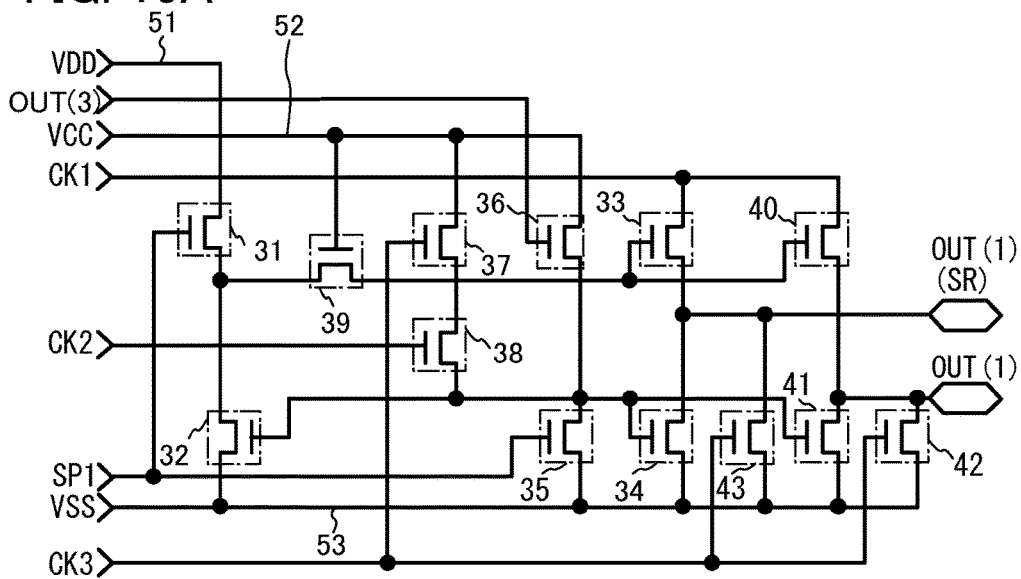 51
52
VDD
OUT(3)
VCC
CK1
36
33
40
31
37
39
OUT(1)
(SR)
CK2
38
OUT(1)
41
32
SP1
35
34
43
42
VSS
53
CK3